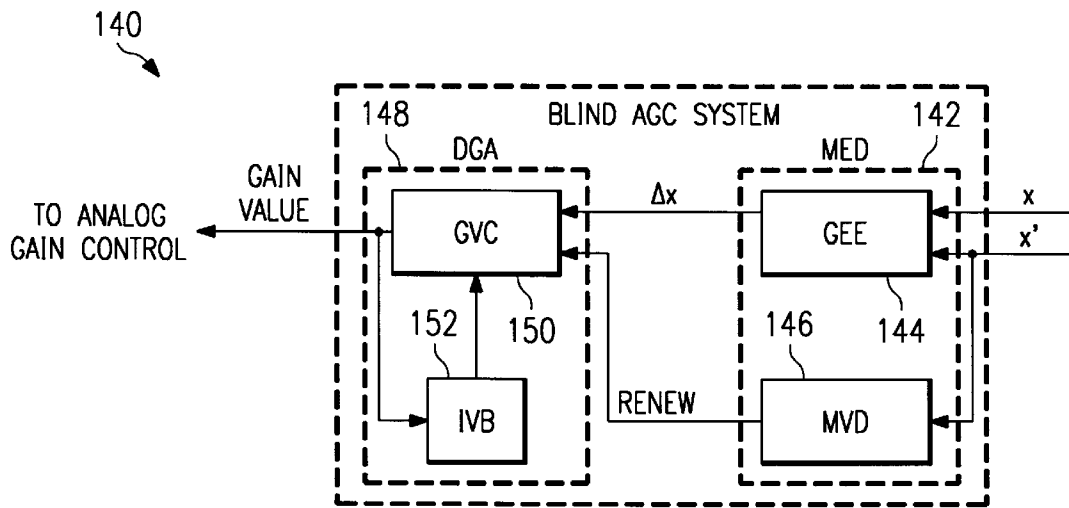 140
BLIND AGC SYSTEM
148
142
DGA
MED
GAIN
VALUE
TO ANALOG
GAIN CONTROL
GVC
Δx
GEE
x
x'
152
150
146
144
IVB
RENEW
MVD